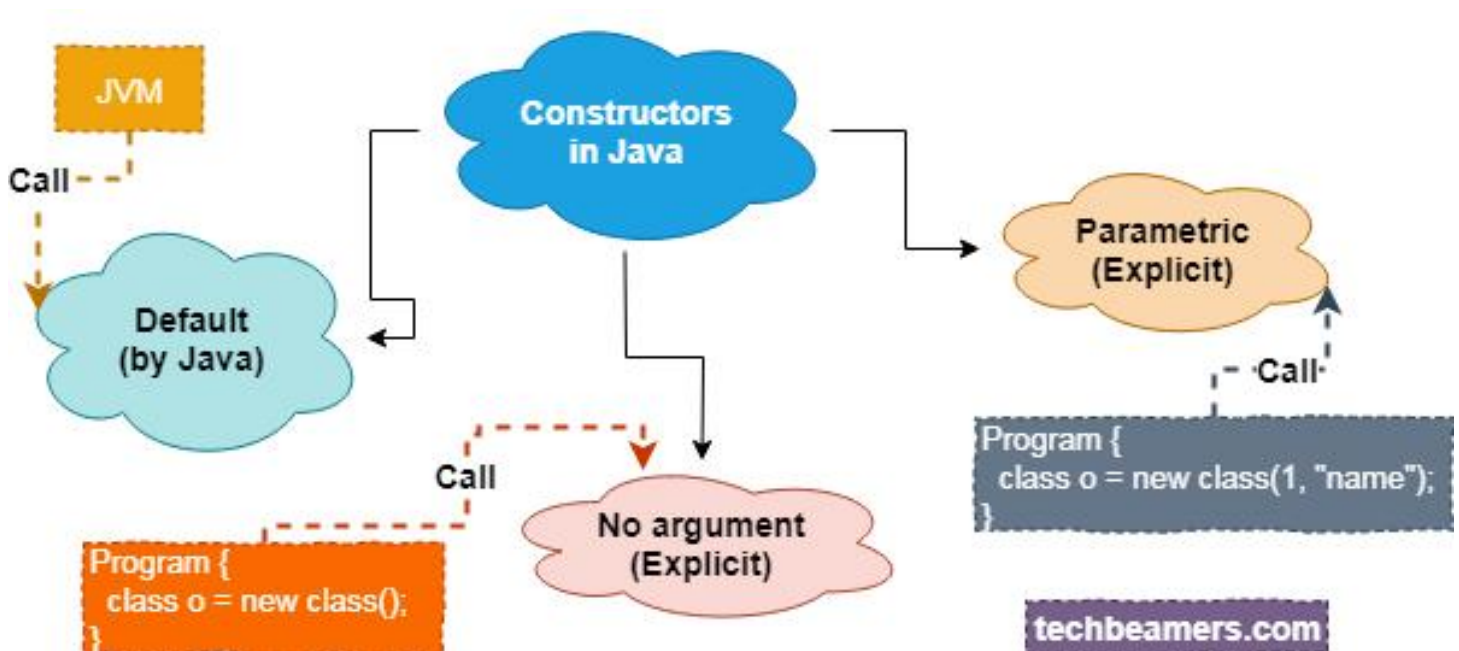 JVM
Call
Constructors
in Java
Default
(by Java)
Parametric
(Explicit)
Call
Program {
class o = new class(1, "name");
}
Call
No argument
(Explicit)
Program {
class o = new class();
}
techbeamers.com